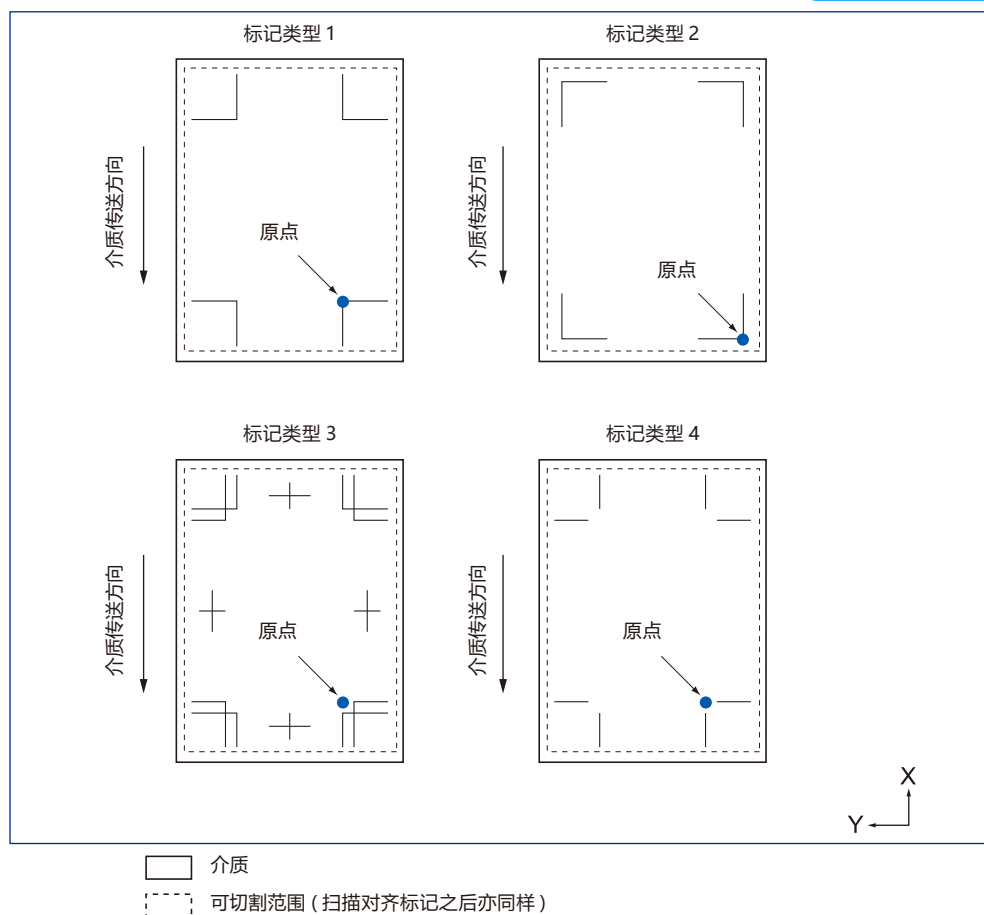 标记类型 1
标记类型 2
介质传送方向
原点
介质传送方向
原点
标记类型 3
标记类型 4
介质传送方向
原点
介质传送方向
原点
X
Y
介质
可切割范围 ( 扫描对齐标记之后亦同样 )